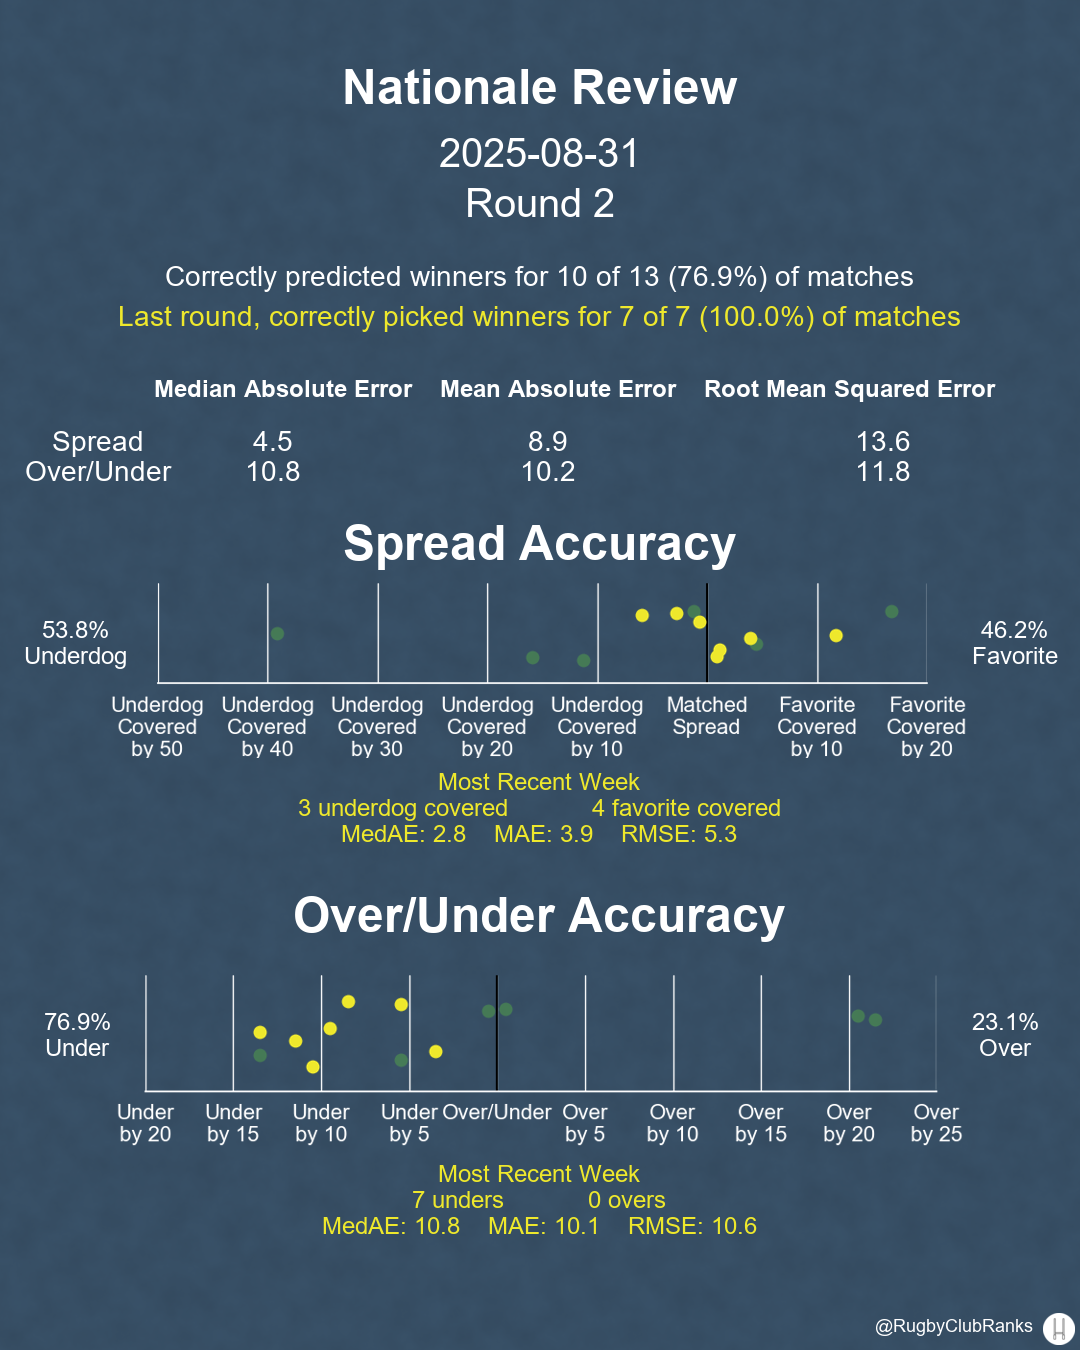 Nationale Review
2025-08-31
Round 2
Correctly predicted winners for 10 of 13 (76.9%) of matches
Last round, correctly picked winners for 7 of 7 (100.0%) of matches
Median Absolute Error Mean Absolute Error Root Mean Squared Error
Spread 4.5 8.9 13.6
Over/Under 10.8 10.2 11.8
Spread Accuracy
53.8% 46.2%
Underdog Favorite
Underdog Underdog Underdog Underdog Underdog Matched Favorite Favorite
Covered Covered Covered Covered Covered Spread Covered Covered
by 50 by 40 by 30 by 20 by 10 by 10 by 20
Most Recent Week
3 underdog covered 4 favorite covered
MedAE: 2.8 MAE: 3.9 RMSE: 5.3
Over/Under Accuracy
76.9% 23.1%
Under Over
Under Under Under Under Over/Under Over Over Over Over Over
by 20 by 15 by 10 by 5 by 5 by 10 by 15 by 20 by 25
Most Recent Week
7 unders 0 overs
MedAE: 10.8 MAE: 10.1 RMSE: 10.6
@RugbyClubRanks